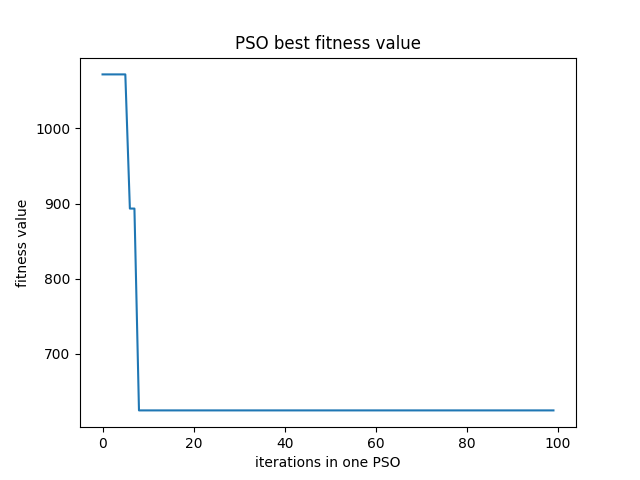 PSO best fitness value
fitness value
1000
900
800
700
0 20 40 60 80 100
iterations in one PSO